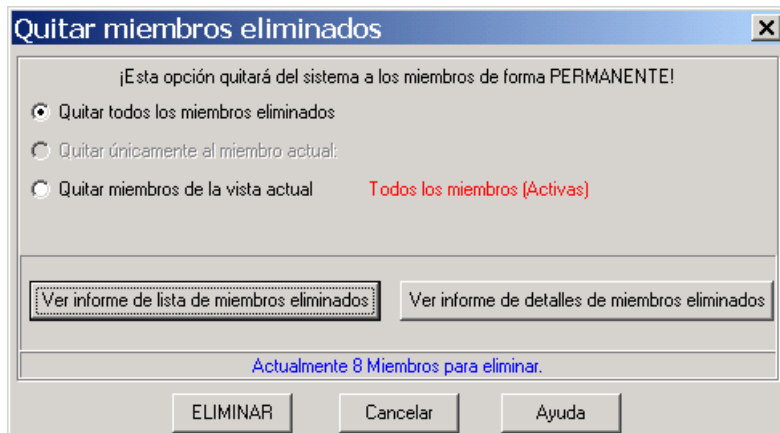 Quitar miembros eliminados
¡Esta opción quitará del sistema a los miembros de forma PERMANENTE!
Quitar todos los miembros eliminados
Quitar únicamente al miembro actual:
Quitar miembros de la vista actual Todos los miembros (Activas)
Ver informe de lista de miembros eliminados Ver informe de detalles de miembros eliminados
Actualmente 8 Miembros para eliminar.
ELIMINAR Cancelar Ayuda